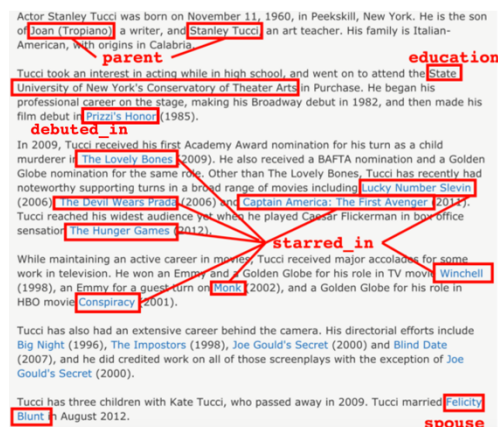 Actor Stanley Tucci was born on November 11, 1960, in Peekskill, New York. He is the son
of Joan (Tropiano) a writer, and Stanley Tucci an art teacher. His family is Italian-
American, with origins in Calabria.
parent
education
Tucci took an interest in acting while in high school, and went on to attend the State
University of New York's Conservatory of Theater Arts in Purchase. He began his
professional career on the stage, making his Broadway debut in 1982, and then made his
film debut in Prizzi's Honor (1985).
debuted_in
In 2009, Tucci received his first Academy Award nomination for his turn as a child
murderer in The Lovely Bones (2009). He also received a BAFTA nomination and a Golden
Globe nomination for the same role. Other than The Lovely Bones, Tucci has recently had
noteworthy supporting turns in a broad range of movies including Lucky Number Slevin
(2006) The Devil Wears Prada (2006) and Captain America: The First Avenger (2011).
Tucci reached his widest audience yet when he played Caesar Flickerman in box office
sensation The Hunger Games (2012).
starred_in
While maintaining an active career in movies, Tucci received major accolades for some
work in television. He won an Emmy and a Golden Globe for his role in TV movie Winchell
(1998), an Emmy for a guest turn on Monk (2002), and a Golden Globe for his role in
HBO movie Conspiracy (2001).
Tucci has also had an extensive career behind the camera. His directorial efforts include
Big Night (1996), The Impostors (1998), Joe Gould's Secret (2000) and Blind Date
(2007), and he did credited work on all of those screenplays with the exception of Joe
Gould's Secret (2000).
Tucci has three children with Kate Tucci, who passed away in 2009. Tucci married Felicity
Blunt in August 2012.
spouse